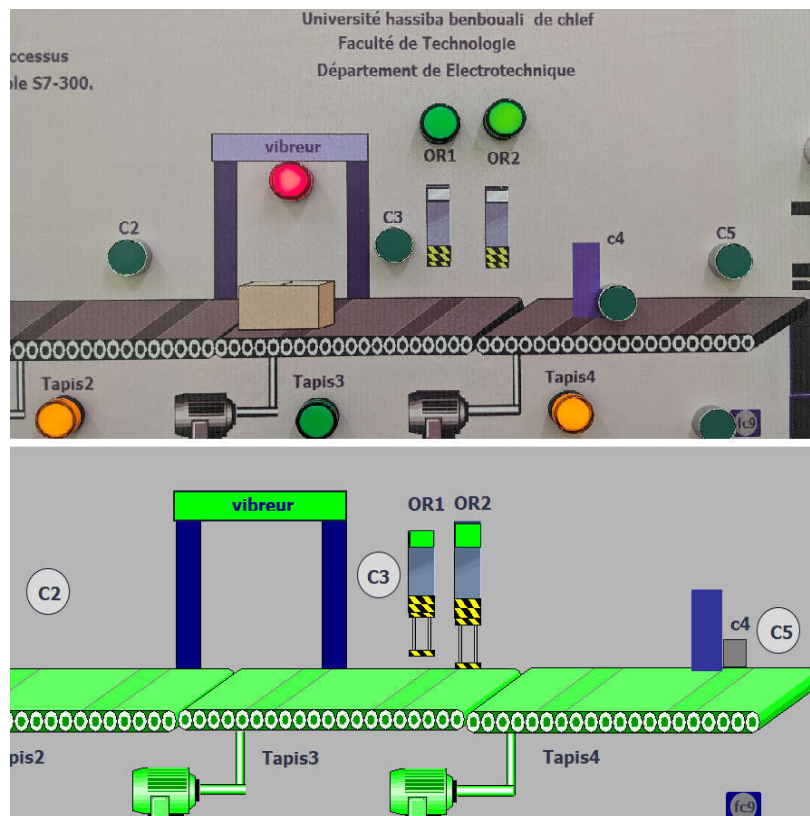 Université hassiba benbouali de chlef
Faculté de Technologie
Département de Electrotechnique
ccessus
ble S7-300.
vibreur
OR1
OR2
C2
C3
c4
C5
Tapis2
Tapis3
Tapis4
fc9
OR1
OR2
vibreur
C2
C3
c4
C5
pis2
Tapis3
Tapis4
fc9